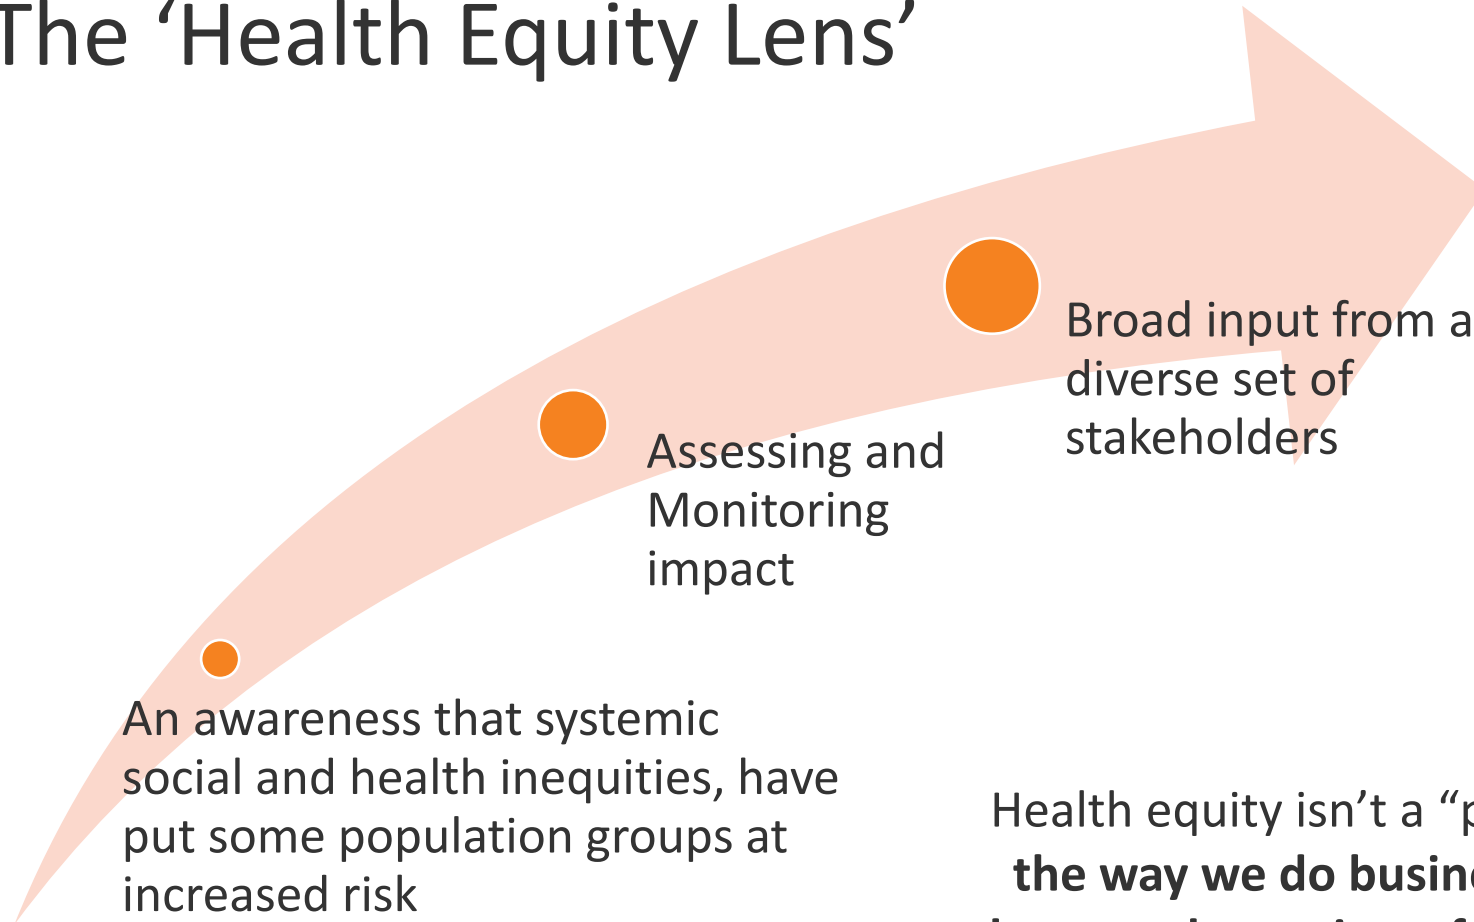 The ‘Health Equity Lens’
Broad input from a
diverse set of
stakeholders
Assessing and
Monitoring
impact
An awareness that systemic
social and health inequities, have
put some population groups at
increased risk
Health equity isn’t a “p
the way we do busin